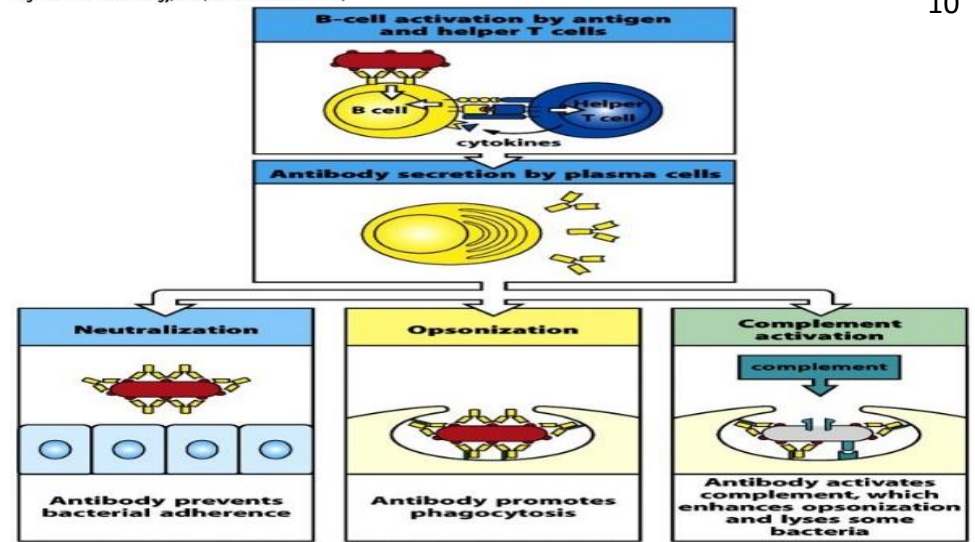 10
B-cell activation by antigen
and helper T cells
B cell
Helper
T cell
cytokines
Antibody secretion by plasma cells
Neutralization
Antibody prevents
bacterial adherence
Opsonization
Antibody promotes
phagocytosis
Complement
activation
complement
Antibody activates
complement, which
enhances opsonization
and lyses some
bacteria